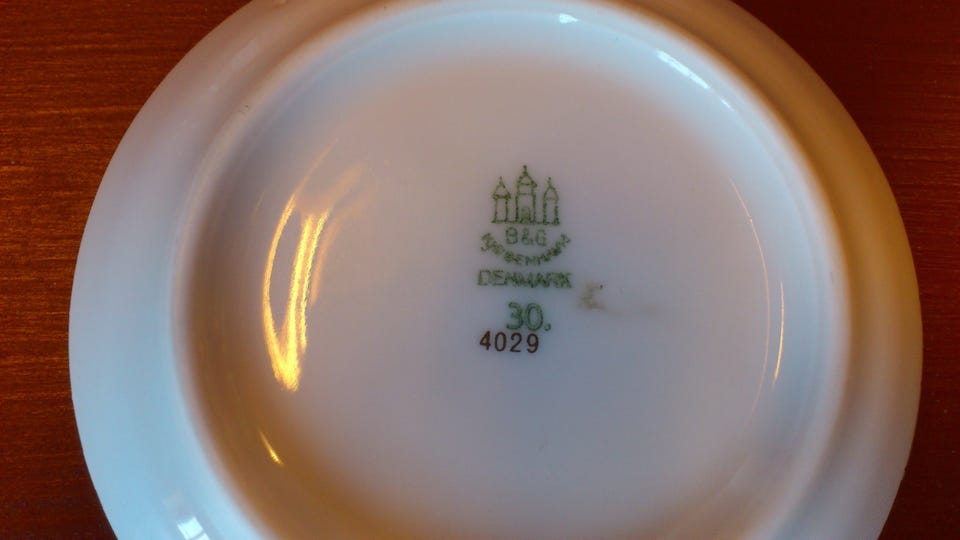 B&G
KJØBENHAVN
DENMARK
30.
4029